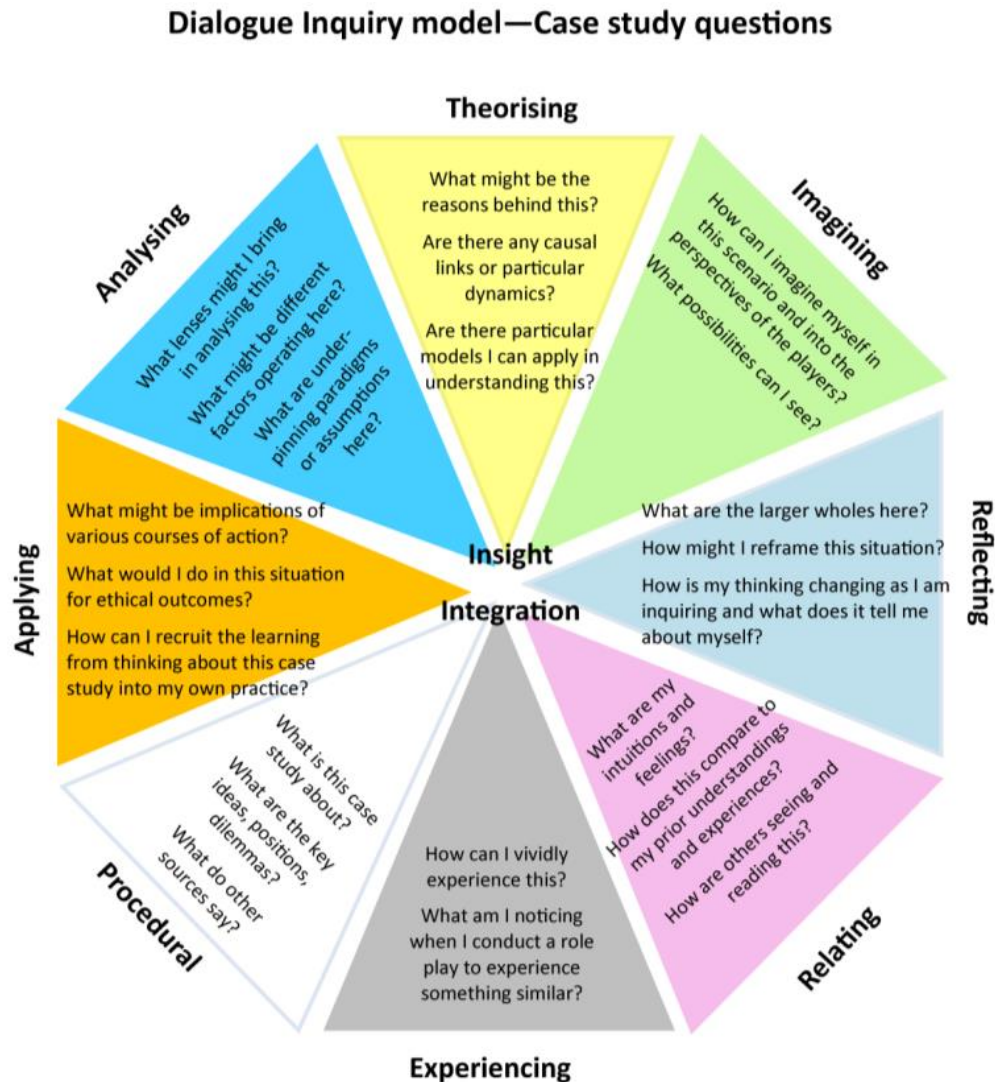 Dialogue Inquiry model—Case study questions
Theorising
What might be the
reasons behind this?
Are there any causal
links or particular
dynamics?
Are there particular
models I can apply in
understanding this?
Imagining
How can I imagine myself in
this scenario and into the
perspectives of the players?
What possibilities can I see?
Reflecting
What are the larger wholes here?
How might I reframe this situation?
How is my thinking changing as I am
inquiring and what does it tell me
about myself?
Relating
What are my
intuitions and
feelings?
How does this compare to
my prior understandings
and experiences?
How are others seeing and
reading this?
Experiencing
How can I vividly
experience this?
What am I noticing
when I conduct a role
play to experience
something similar?
Procedural
What is this case
study about?
What are the key
ideas, positions,
dilemmas?
What do other
sources say?
Applying
What might be implications of
various courses of action?
What would I do in this situation
for ethical outcomes?
How can I recruit the learning
from thinking about this case
study into my own practice?
Analysing
What lenses might I bring
in analysing this?
What might be different
factors operating here?
What are under-
pinning paradigms
or assumptions
here?
Insight
Integration